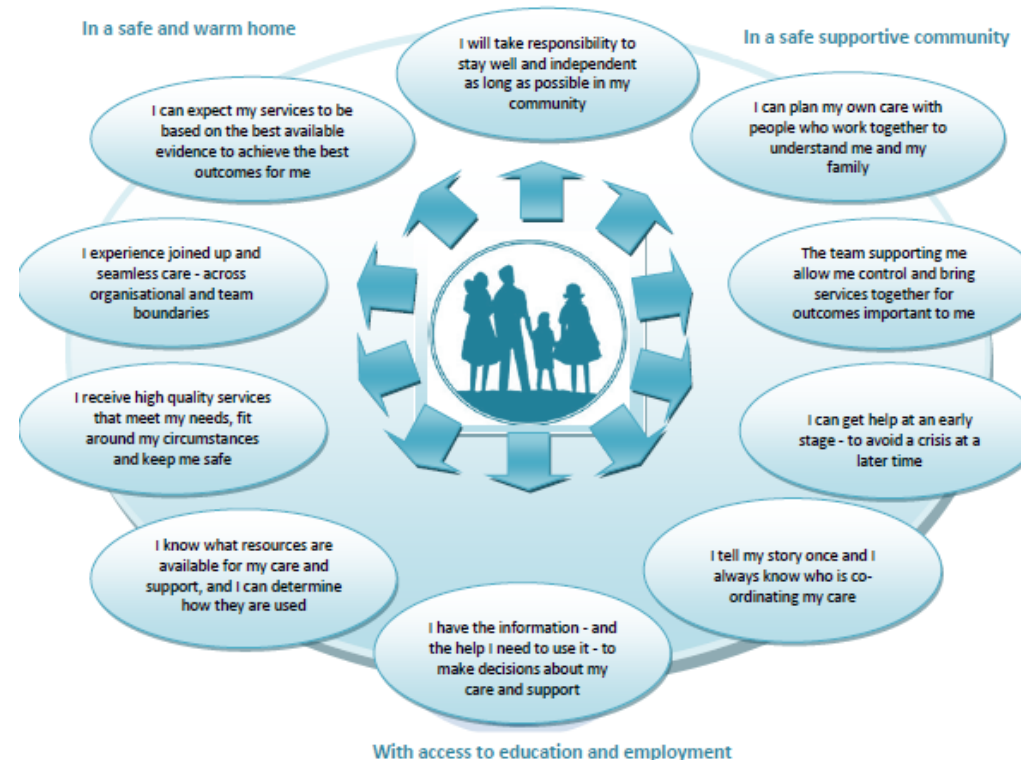 In a safe and warm home
In a safe supportive community
I will take responsibility to
stay well and independent
as long as possible in my
community
I can plan my own care with
people who work together to
understand me and my
family
The team supporting me
allow me control and bring
services together for
outcomes important to me
I can get help at an early
stage - to avoid a crisis at a
later time
I tell my story once and I
always know who is co-
ordinating my care
I have the information - and
the help I need to use it - to
make decisions about my
care and support
I know what resources are
available for my care and
support, and I can determine
how they are used
I receive high quality services
that meet my needs, fit
around my circumstances
and keep me safe
I experience joined up and
seamless care - across
organisational and team
boundaries
I can expect my services to be
based on the best available
evidence to achieve the best
outcomes for me
With access to education and employment